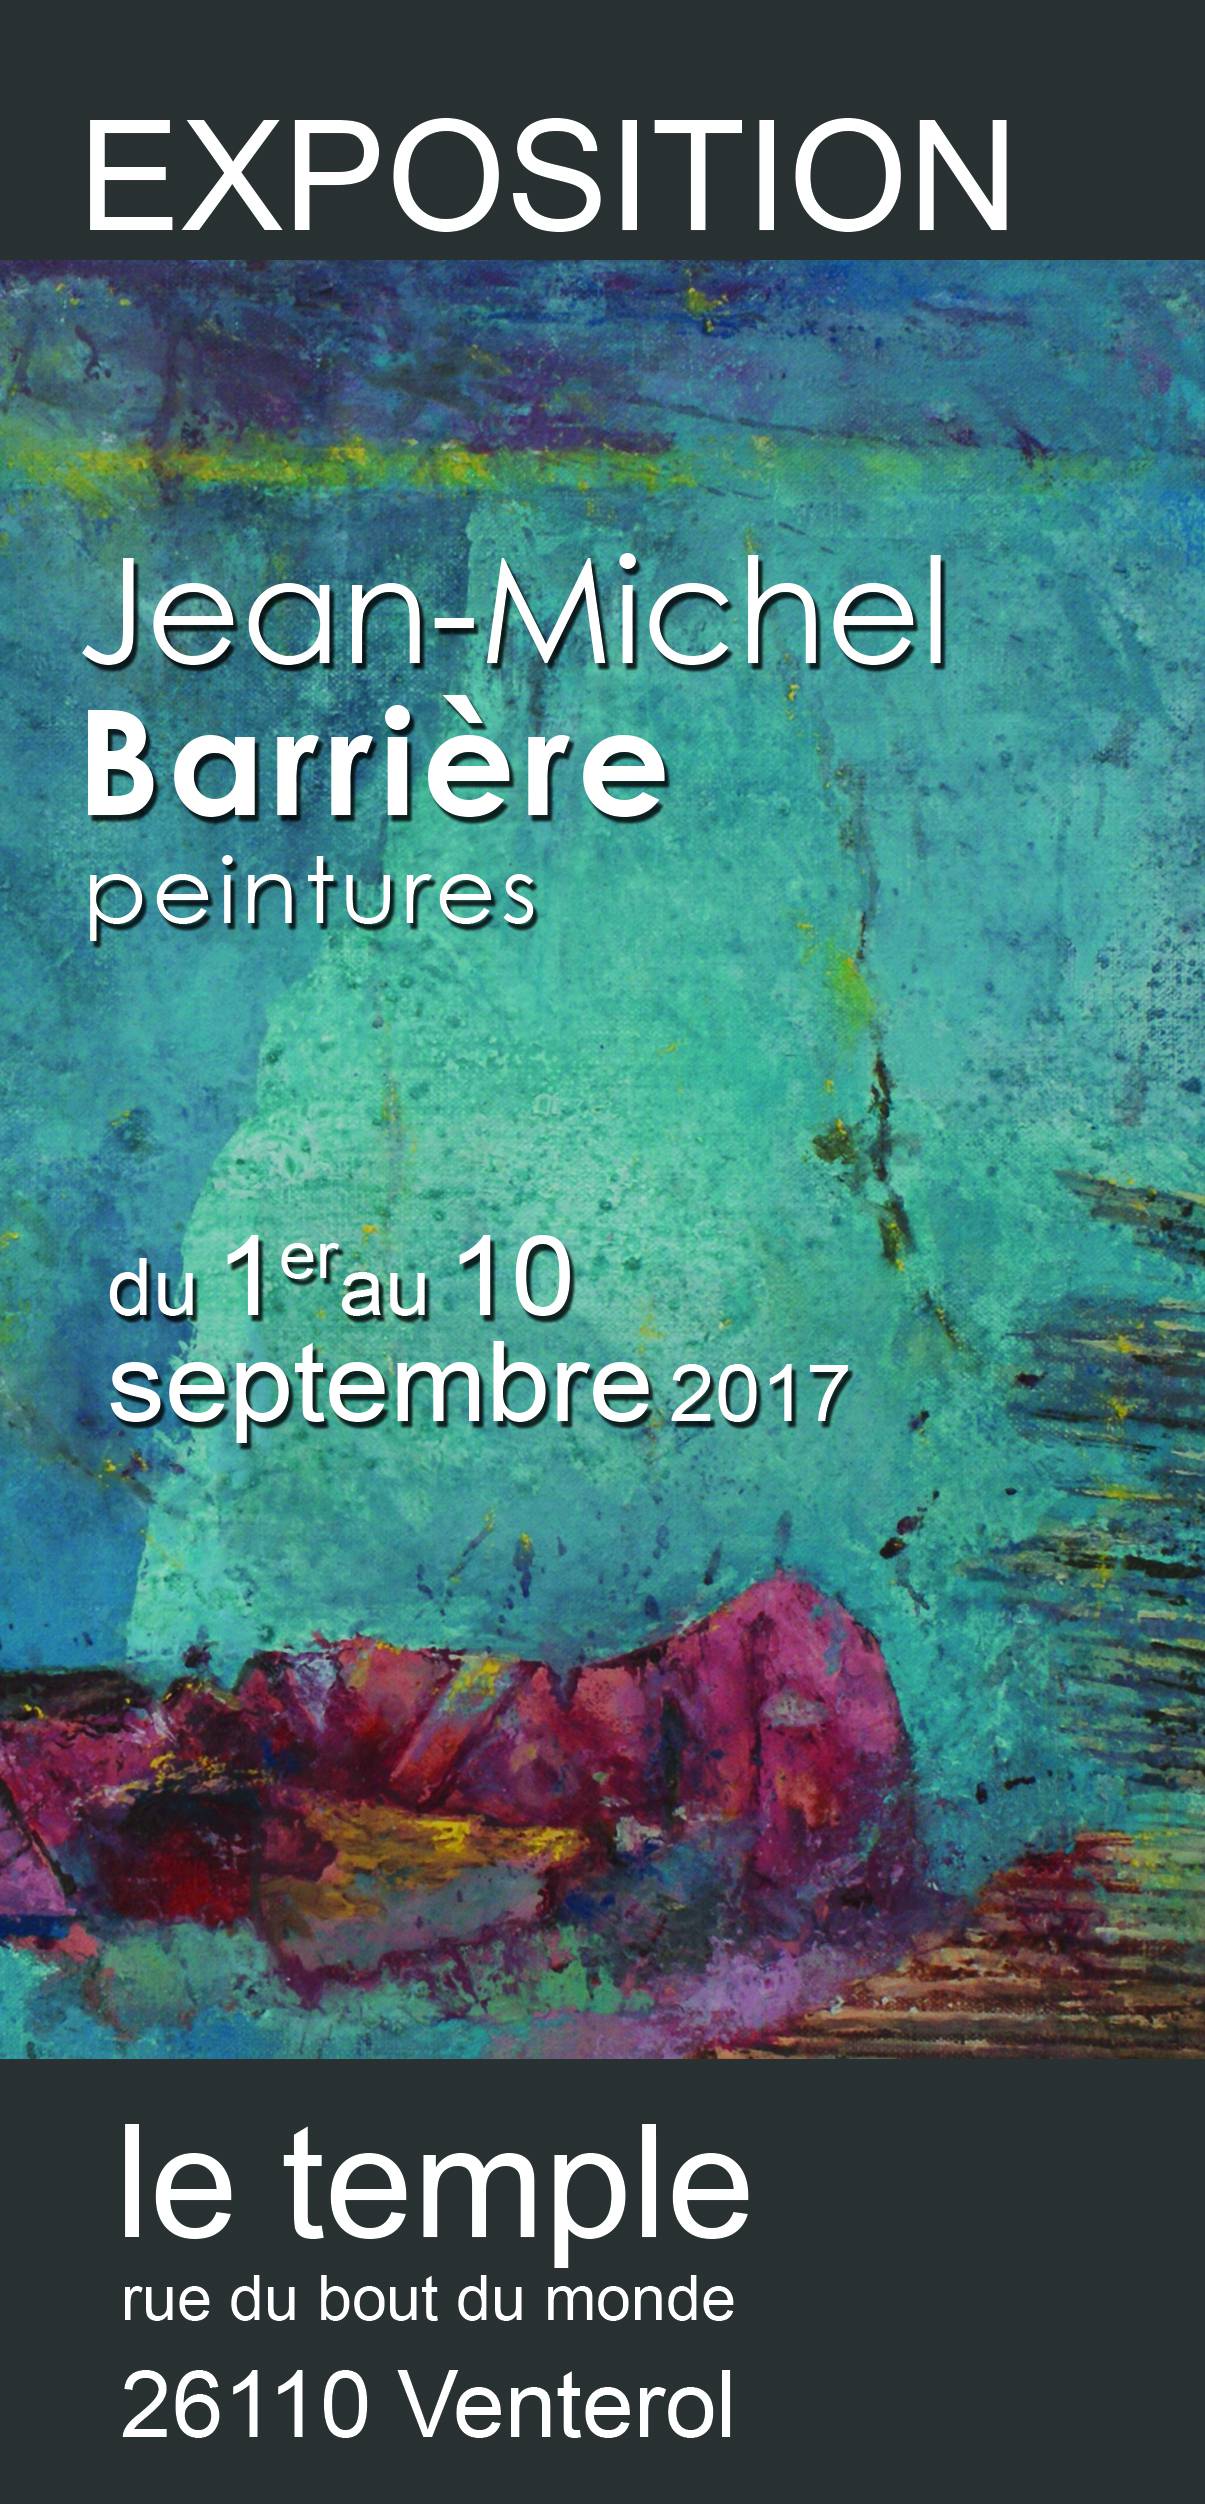 EXPOSITION
Jean-Michel
Barrière
peintures
du 1er au 10
septembre 2017
le temple
rue du bout du monde
26110 Venterol